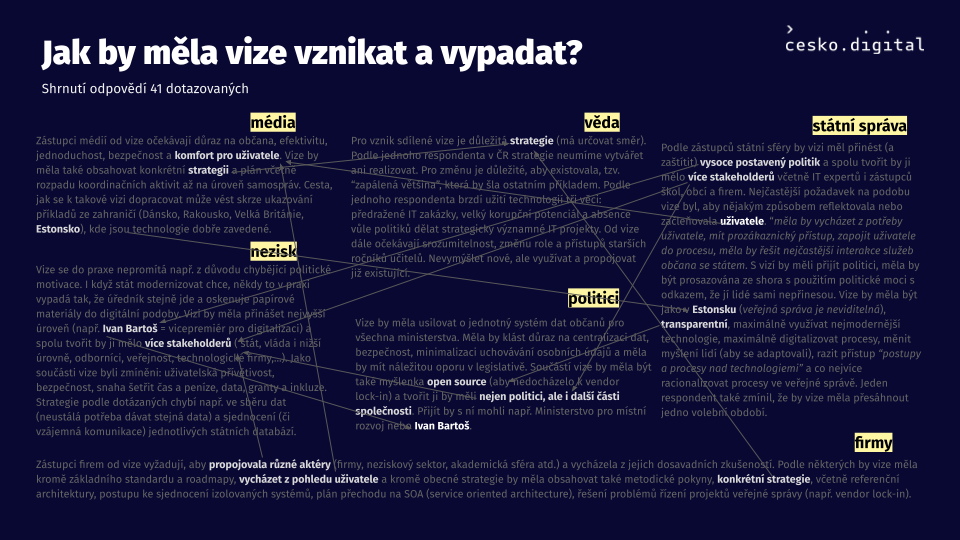 Jak by měla vize vznikat a vypadat?
cesko.digital
Shrnutí odpovědí 41 dotazovaných
média
Zástupci médií od vize očekávají důraz na občana, efektivitu,
jednoduchost, bezpečnost a komfort pro uživatele. Vize by
měla také obsahovat konkrétní strategii a plán včetně
rozpadu koordinačních aktivit až na úroveň samospráv. Cesta,
jak se k takové vizi dopracovat může vést skrze ukazování
příkladů ze zahraničí (Dánsko, Rakousko, Velká Británie,
Estonsko), kde jsou technologie dobře zavedené.
nezisk
Vize se do praxe nepromítá např. z důvodu chybějící politické
motivace. I když stát modernizovat chce, někdy to v praxi
vypadá tak, že úředník stejně jde a oskenuje papírové
materiály do digitální podoby. Vizi by měla přinášet nejvyšší
úroveň (např. Ivan Bartoš = vicepremiér pro digitalizaci) a
spolu tvořit by ji mělo více stakeholderů ( stát, vláda i nižší
úrovně, odborníci, veřejnost, technologické firmy,...). Jako
součásti vize byli zmíněni: uživatelská přívětivost,
bezpečnost, snaha šetřit čas a peníze, data, granty a inkluze.
Strategie podle dotázaných chybí např. ve sběru dat
(neustálá potřeba dávat stejná data) a sjednocení (či
vzájemná komunikace) jednotlivých státních databází.
věda
Pro vznik sdílené vize je důležitá strategie (má určovat směr).
Podle jednoho respondenta v ČR strategie neumíme vytvářet
ani realizovat. Pro změnu je důležité, aby existovala, tzv.
"zapálená většina", která by šla ostatním příkladem. Podle
jednoho respondenta brzdí užití technologií tři věci:
předražené IT zakázky, velký korupční potenciál a absence
vůle politiků dělat strategický významné IT projekty. Od vize
dále očekávají srozumitelnost, změnu role a přístupů starších
ročníků učitelů. Nevymýšlet nové, ale využívat a propojovat
již existující.
politici
Vize by měla usilovat o jednotný systém dat občanů pro
všechna ministerstva. Měla by klást důraz na centralizaci dat,
bezpečnost, minimalizaci uchovávání osobních údajů a měla
by mít náležitou oporu v legislativě. Součástí vize by měla být
také myšlenka open source (aby nedocházelo k vendor
lock-in) a tvořit ji by měli nejen politici, ale i další části
společnosti. Přijít by s ní mohli např. Ministerstvo pro místní
rozvoj nebo Ivan Bartoš.
státní správa
Podle zástupců státní sféry by vizi měl přinést (a
zaštítit) vysoce postavený politik a spolu tvořit by ji
mělo více stakeholderů včetně IT expertů i zástupců
škol, obcí a firem. Nejčastější požadavek na podobu
vize byl, aby nějakým způsobem reflektovala nebo
začleňovala uživatele. "měla by vycházet z potřeby
uživatele, mít prozákaznický přístup, zapojit uživatele
do procesu, měla by řešit nejčastější interakce služeb
občana se státem. S vizi by měli přijít politici, měla by
být prosazována ze shora s použitím politické moci s
odkazem, že ji lidé sami nepřinesou. Vize by měla být
jako v Estonsku (veřejná správa je neviditelná),
transparentní, maximálně využívat nejmodernější
technologie, maximálně digitalizovat procesy, měnit
myšlení lidí (aby se adaptovali), razit přístup "postupy
a procesy nad technologiemi" a co nejvíce
racionalizovat procesy ve veřejné správě. Jeden
respondent také zmínil, že by vize měla přesáhnout
jedno volební období.
firmy
Zástupci firem od vize vyžadují, aby propojovala různé aktéry (firmy, neziskový sektor, akademická sféra atd.) a vycházela z jejich dosavadních zkušeností. Podle některých by vize měla
kromě základního standardu a roadmapy, vycházet z pohledu uživatele a kromě obecné strategie by měla obsahovat také metodické pokyny, konkrétní strategie, včetně referenční
architektury, postupu ke sjednocení izolovaných systémů, plán přechodu na SOA (service oriented architecture), řešení problémů řízení projektů veřejné správy (např. vendor lock-in).